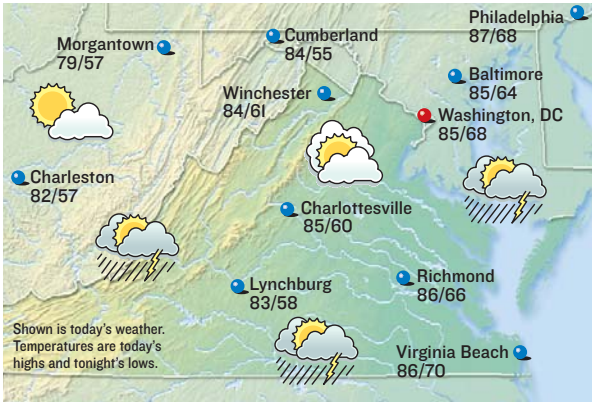 Philadelphia
87/68
Cumberland
84/55
Morgantown
79/57
Baltimore
85/64
Winchester
84/61
Washington, DC
85/68
Charleston
82/57
Charlottesville
85/60
Richmond
86/66
Lynchburg
83/58
Shown is today's weather.
Temperatures are today's
highs and tonight's lows.
Virginia Beach
86/70